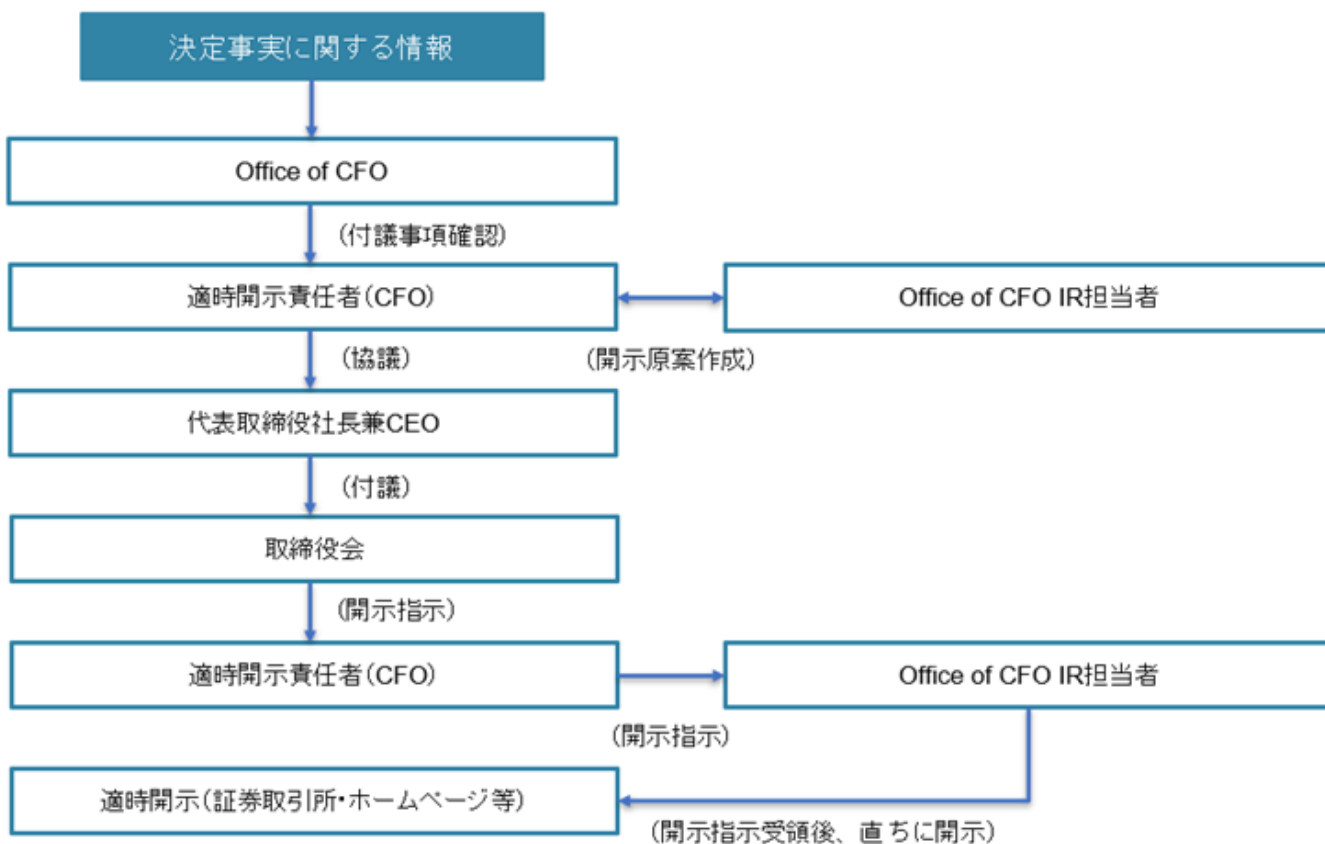 決定事実に関する情報
Office of CFO
(付議事項確認)
適時開示責任者(CFO)
Office of CFO IR担当者
(協議)
(開示原案作成)
代表取締役社長兼CEO
(付議)
取締役会
(開示指示)
適時開示責任者(CFO)
Office of CFO IR担当者
(開示指示)
適時開示(証券取引所・ホームページ等)
(開示指示受領後、直ちに開示)